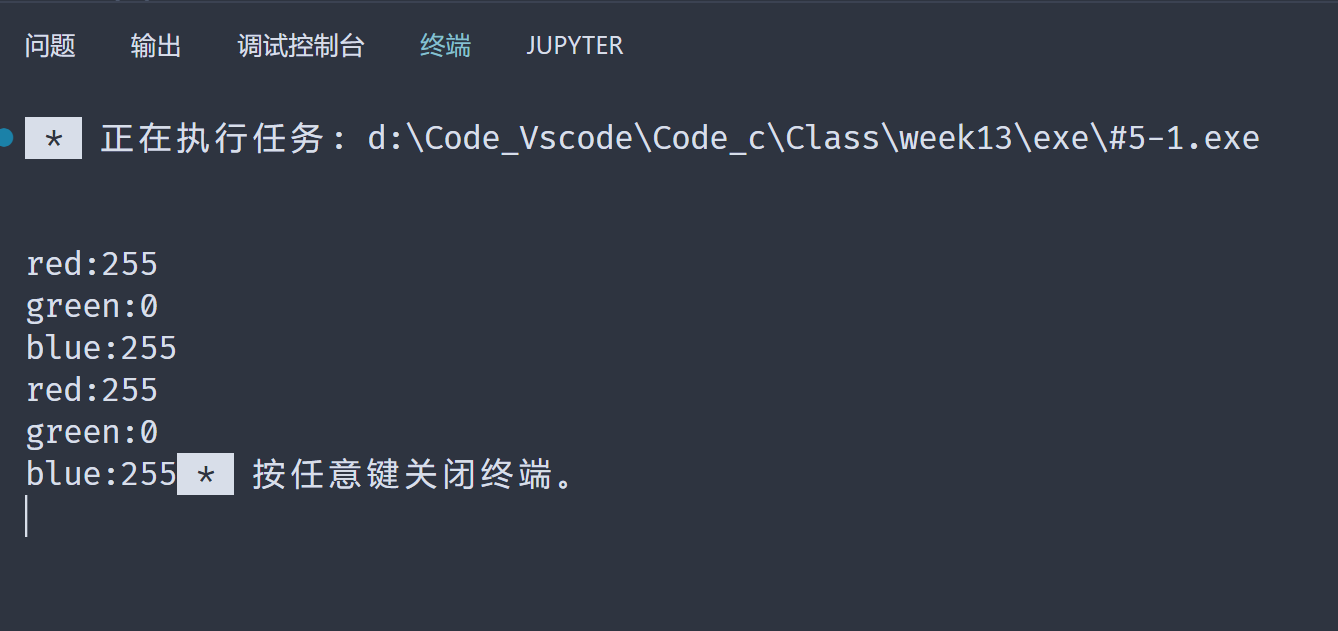 问题 输出 调试控制台 终端 JUPYTER
* 正在执行任务: d:\Code_Vscode\Code_c\Class\week13\exe\#5-1.exe
red:255
green:0
blue:255
red:255
green:0
blue:255 * 按任意键关闭终端。